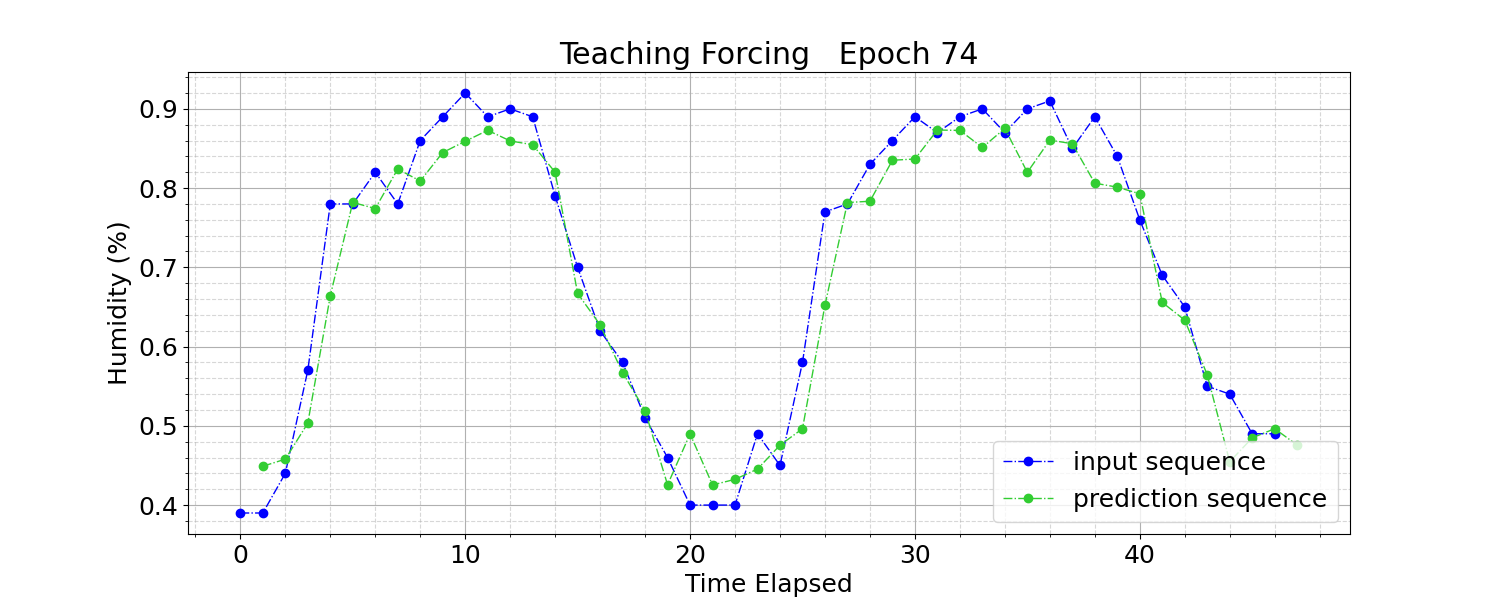 Teaching Forcing   Epoch 74
Humidity (%)
0.9
0.8
0.7
0.6
0.5
0.4
0 10 20 30 40
Time Elapsed
input sequence
prediction sequence